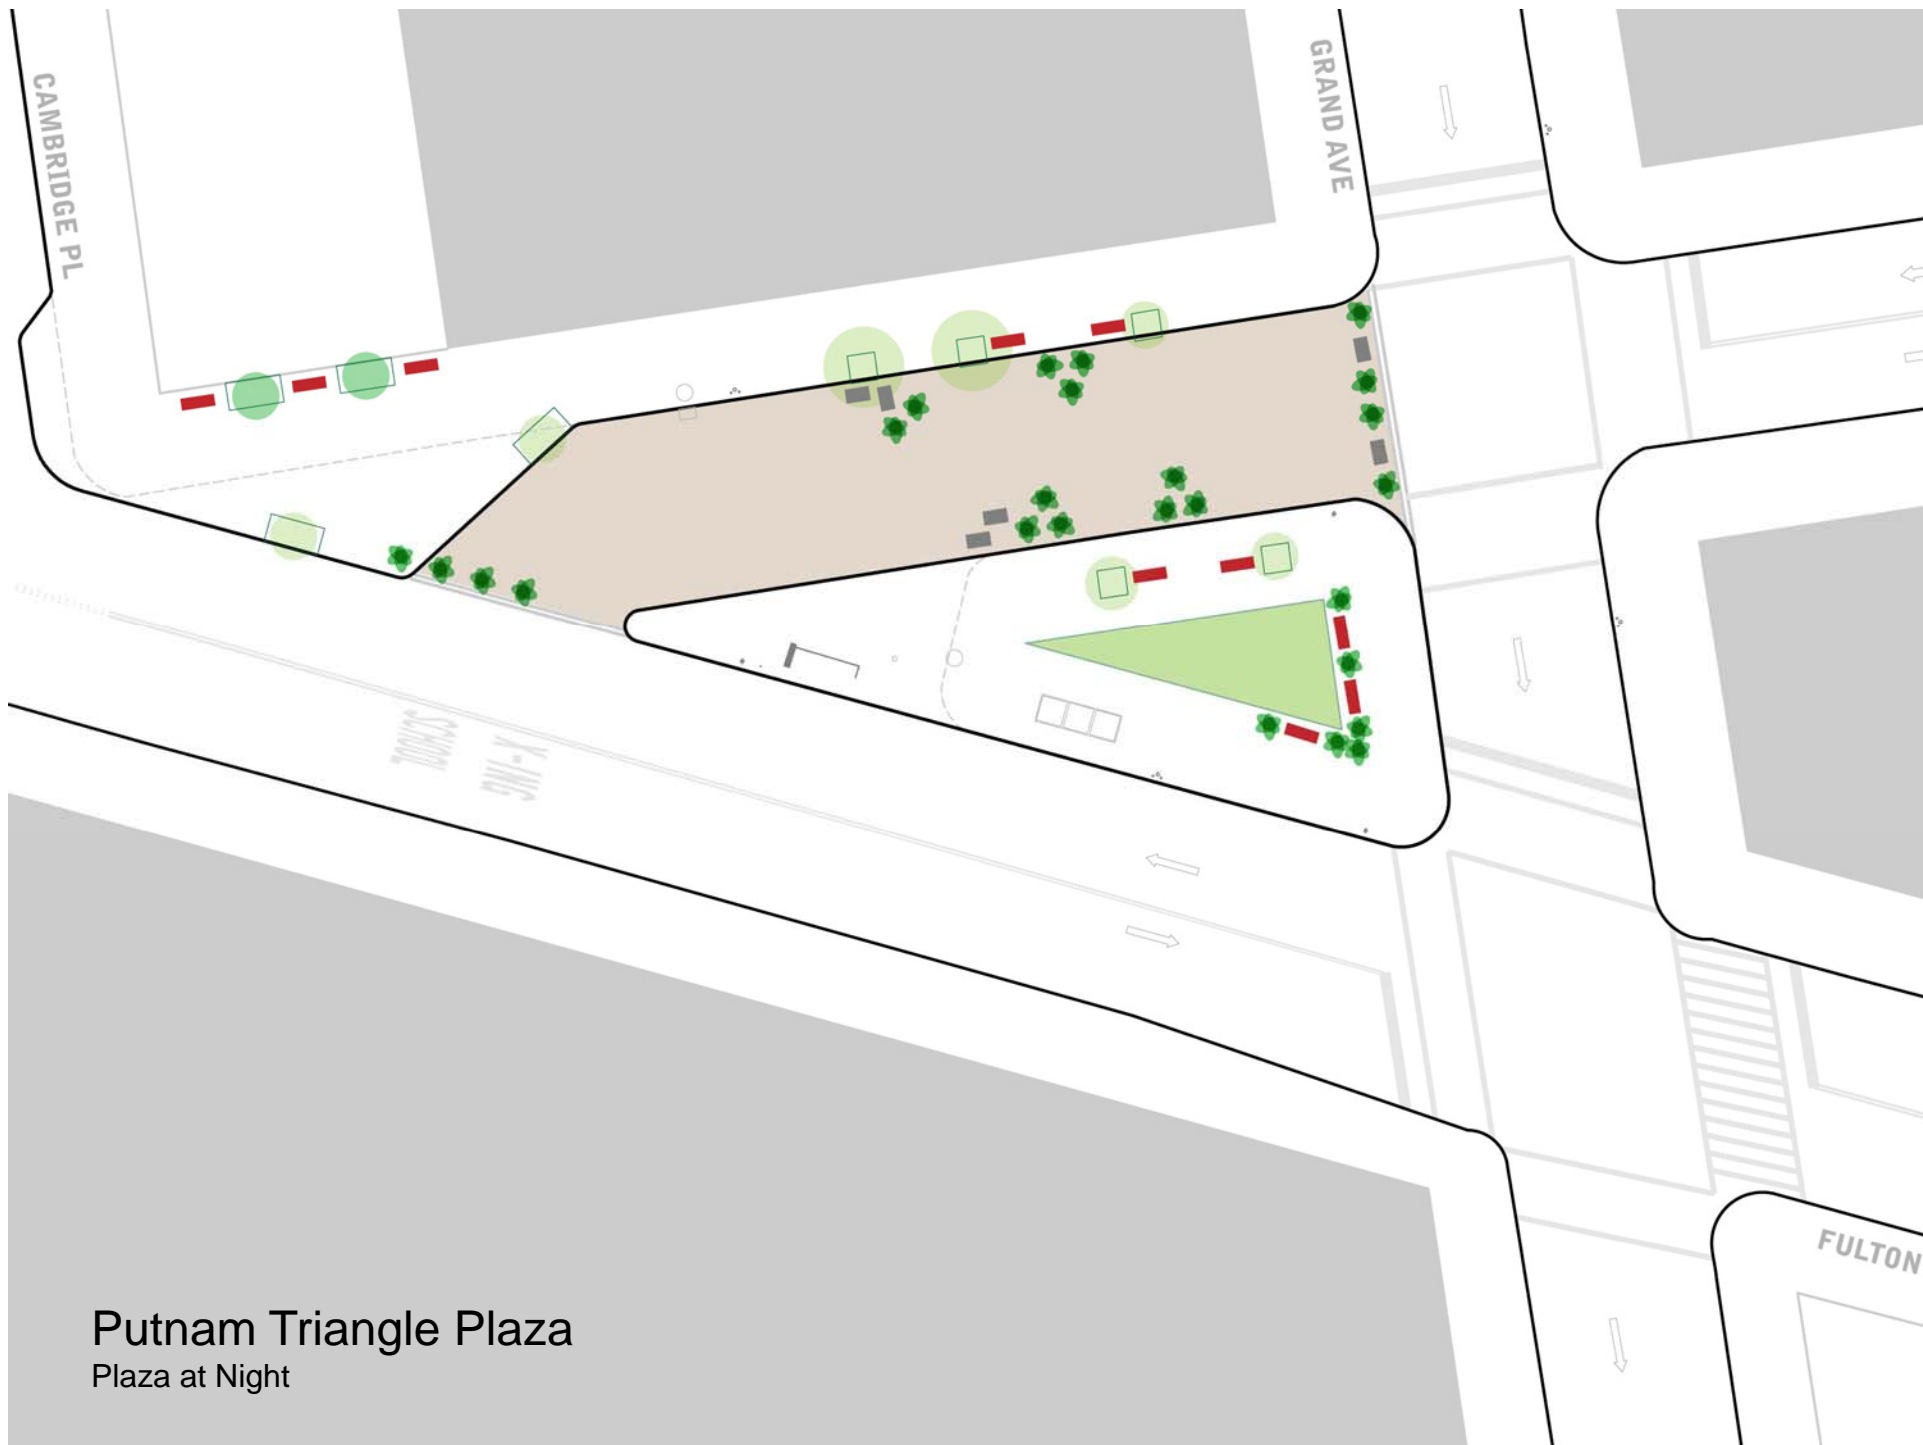 CAMBRIDGE PL
GRAND AVE
SCHOOL
X-ING
FULTON
Putnam Triangle Plaza
Plaza at Night